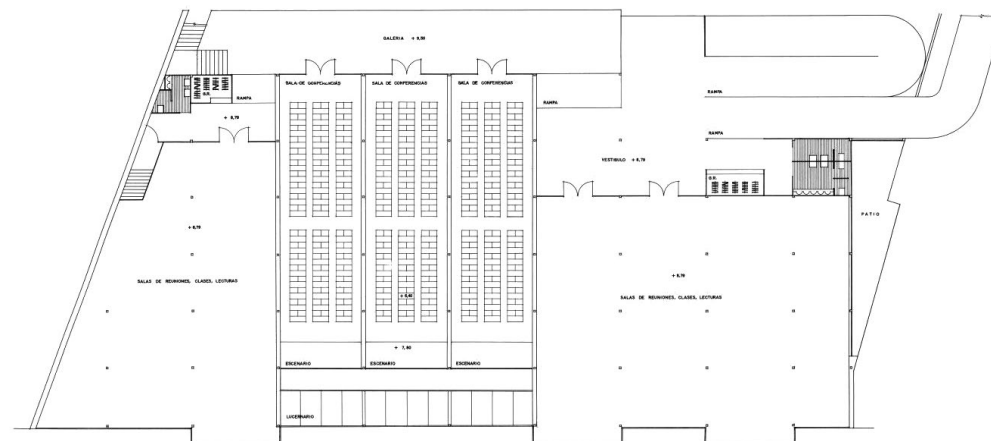 GALERIA + 9,50
SALA DE CONFERENCIAS
SALA DE CONFERENCIAS
SALA DE CONFERENCIAS
RAMPA
RAMPA
RAMPA
RAMPA
+ 8,70
VESTIBULO + 8,70
PATIO
+ 8,70
SALAS DE REUNIONES, CLASES, LECTURAS
+ 8,70
SALAS DE REUNIONES, CLASES, LECTURAS
+ 7,80
ESCENARIO
ESCENARIO
ESCENARIO
LUCERNARIO